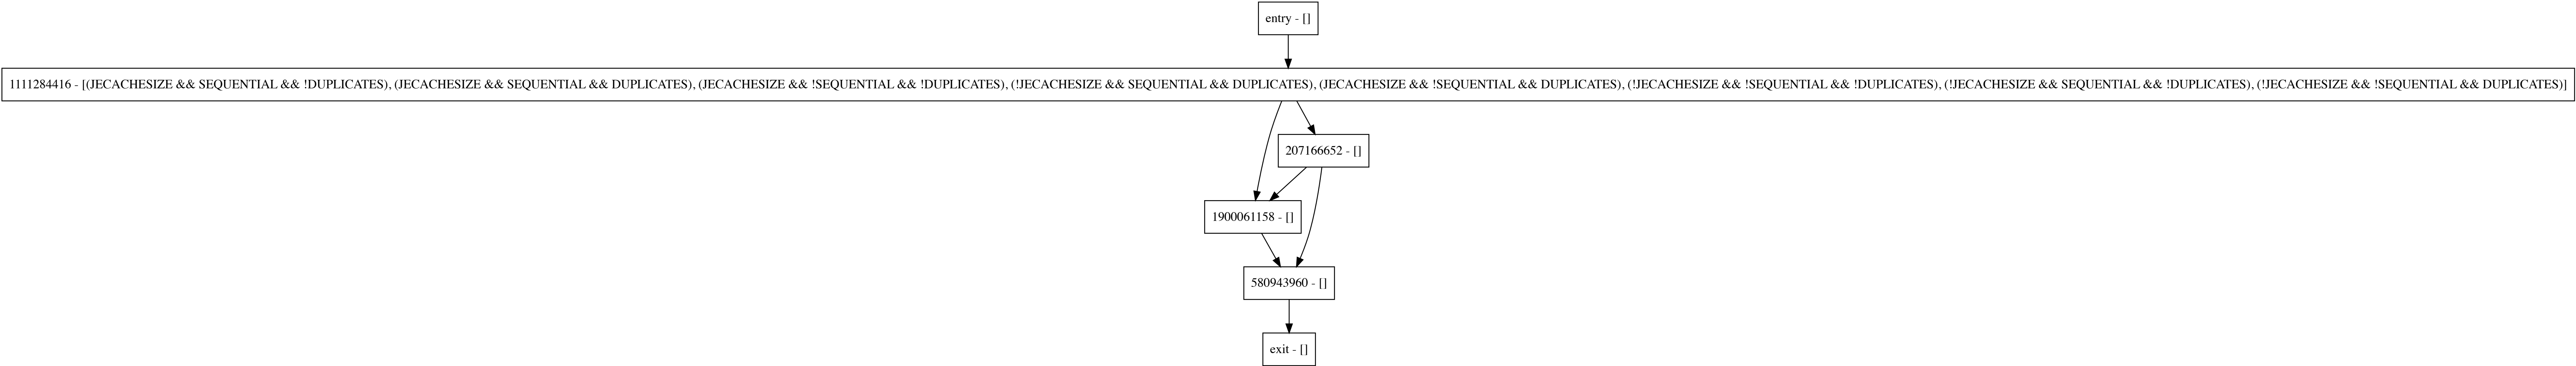 entry - []
1111284416 - [(JECACHESIZE && SEQUENTIAL && !DUPLICATES), (JECACHESIZE && SEQUENTIAL && DUPLICATES), (JECACHESIZE && !SEQUENTIAL && !DUPLICATES), (!JECACHESIZE && SEQUENTIAL && DUPLICATES), (JECACHESIZE && !SEQUENTIAL && DUPLICATES), (!JECACHESIZE && !SEQUENTIAL && !DUPLICATES), (!JECACHESIZE && SEQUENTIAL && !DUPLICATES), (!JECACHESIZE && !SEQUENTIAL && DUPLICATES)]
207166652 - []
1900061158 - []
580943960 - []
exit - []